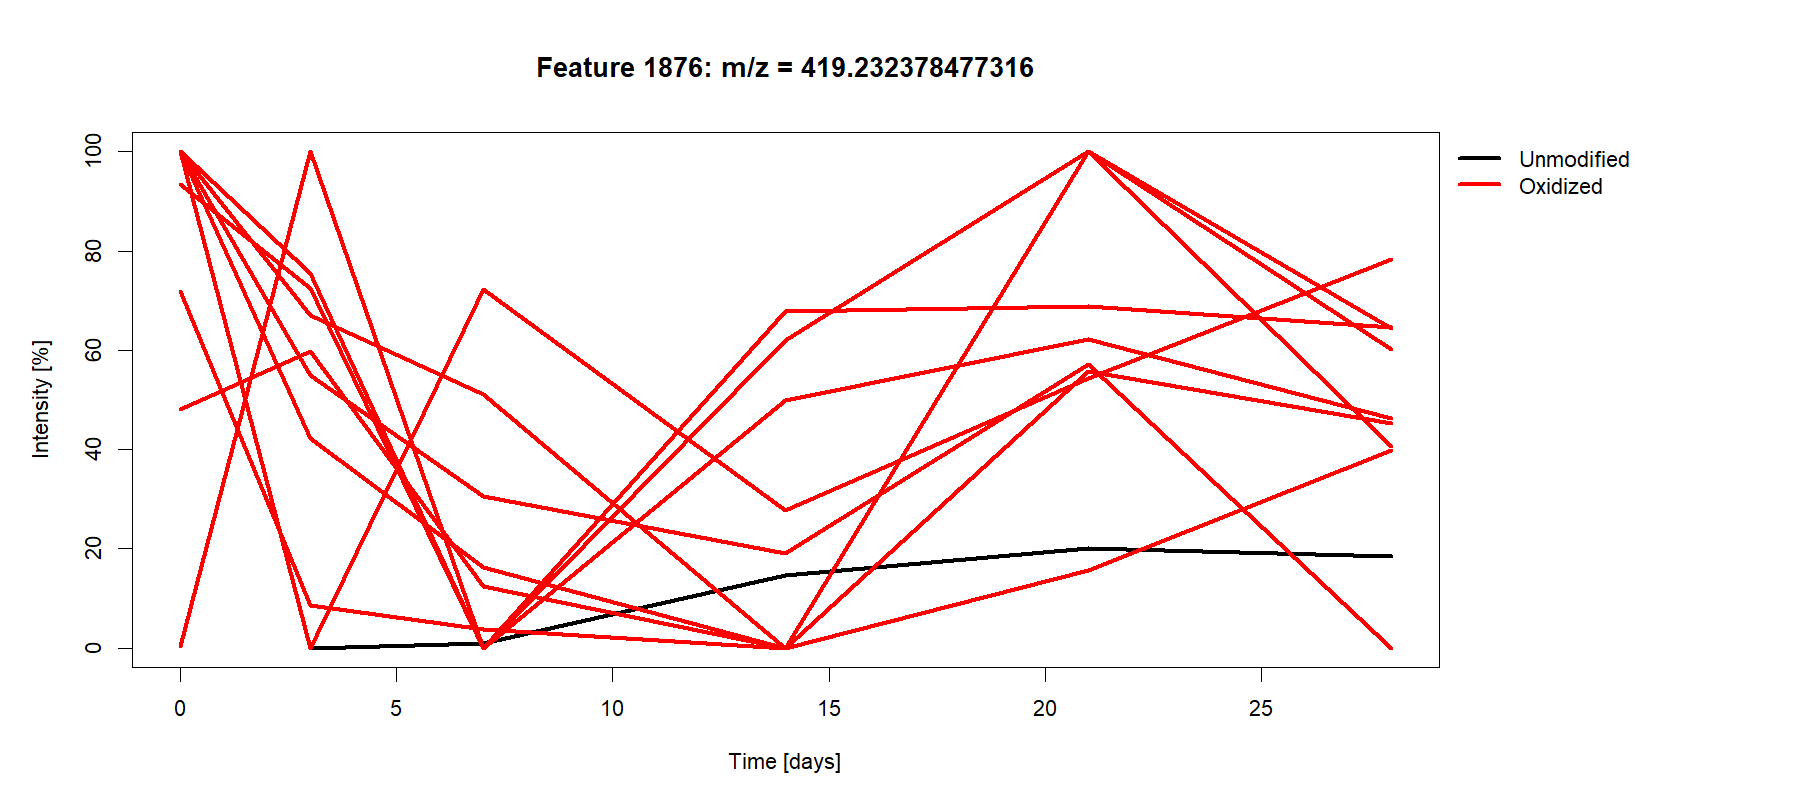 Feature 1876: m/z = 419.232378477316
Unmodified
Oxidized
Intensity [%]
100
80
60
40
20
0
0 5 10 15 20 25
Time [days]